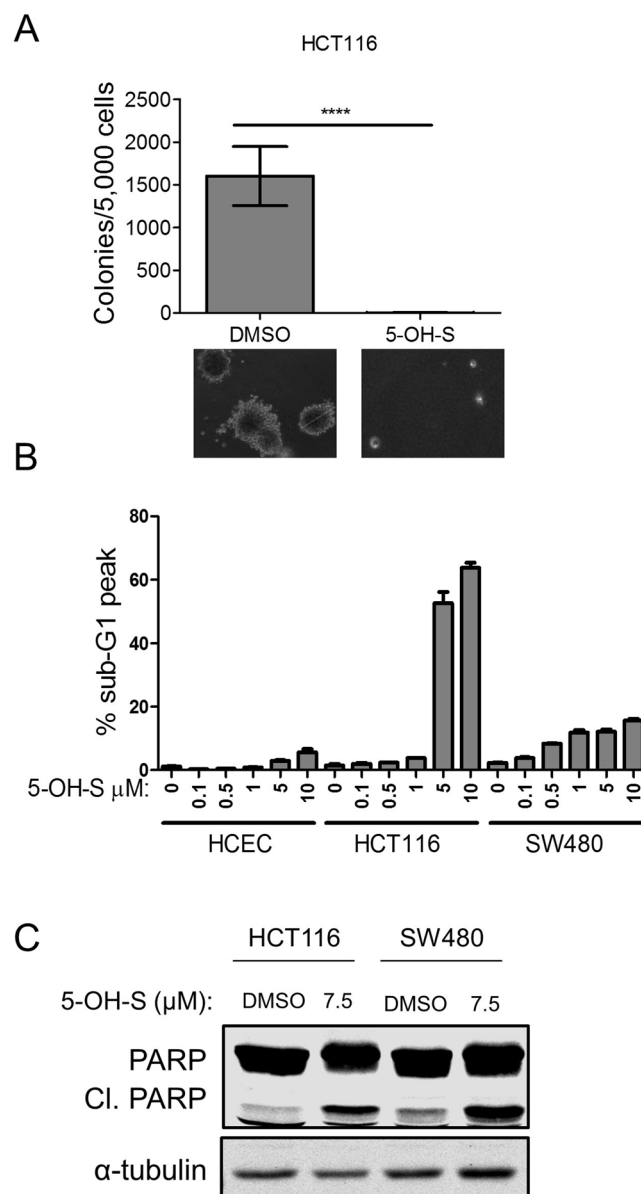 A
HCT116
Colonies/5,000 cells
2500
2000
1500
1000
500
0
****
DMSO 5-OH-S
B
% sub-G1 peak
80
60
40
20
0
5-OH-S µM: 0 0.1 0.5 1 5 10 0 0.1 0.5 1 5 10 0 0.1 0.5 1 5 10
HCEC HCT116 SW480
C
HCT116 SW480
5-OH-S (µM): DMSO 7.5 DMSO 7.5
PARP
Cl. PARP
α-tubulin